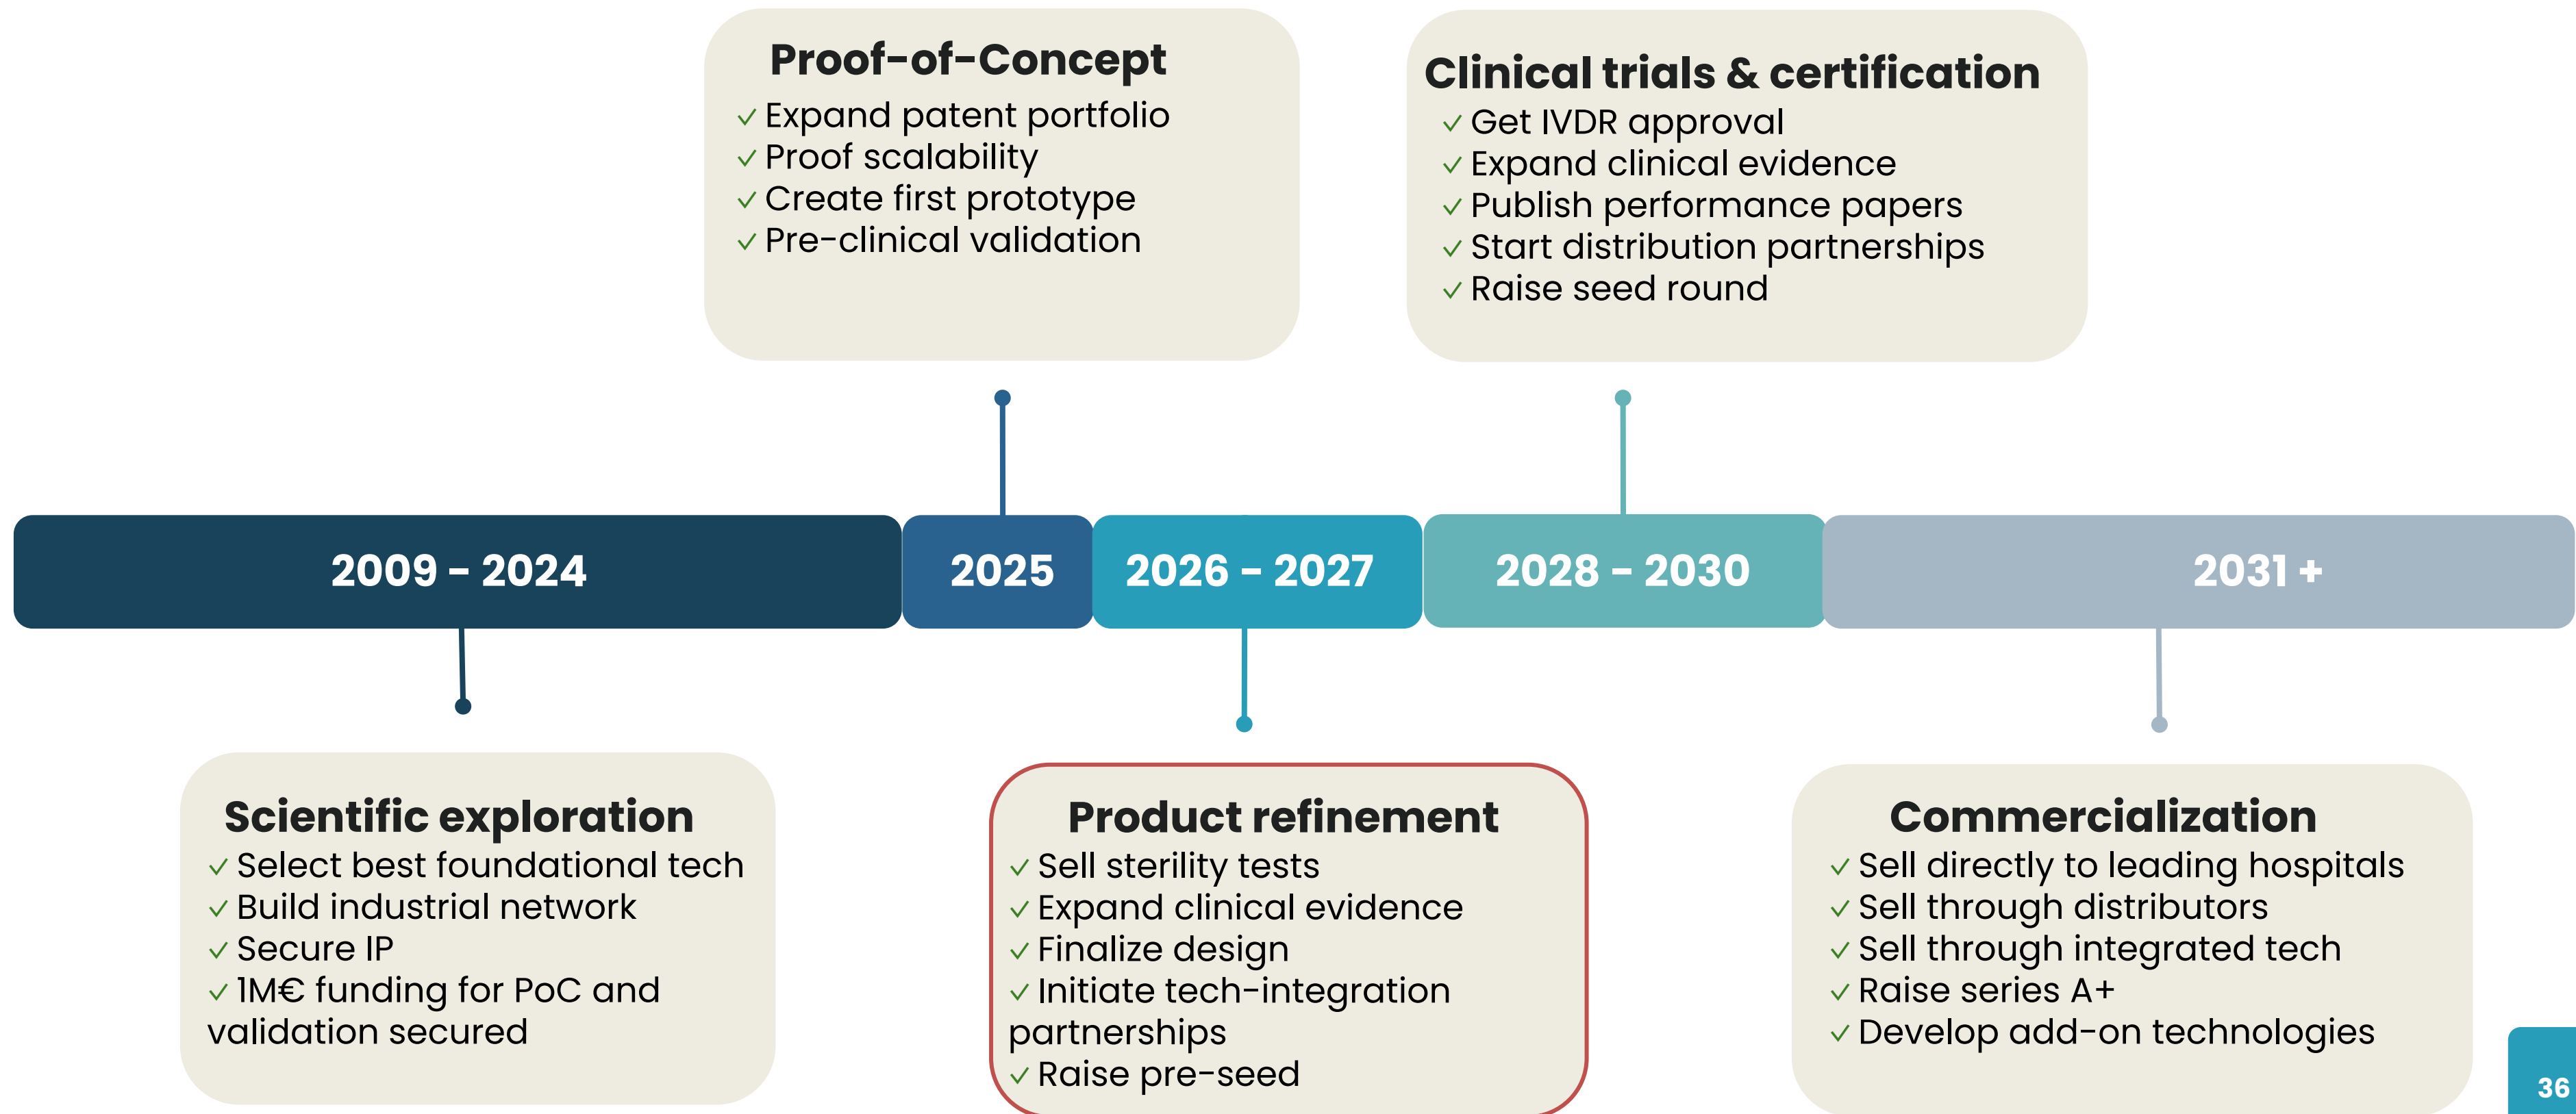 Proof-of-Concept
✓ Expand patent portfolio
✓ Proof scalability
✓ Create first prototype
✓ Pre-clinical validation
Clinical trials & certification
✓ Get IVDR approval
✓ Expand clinical evidence
✓ Publish performance papers
✓ Start distribution partnerships
✓ Raise seed round
2009 – 2024
2025
2026 – 2027
2028 – 2030
2031 +
Scientific exploration
✓ Select best foundational tech
✓ Build industrial network
✓ Secure IP
✓ 1M€ funding for PoC and
validation secured
Product refinement
✓ Sell sterility tests
✓ Expand clinical evidence
✓ Finalize design
✓ Initiate tech-integration
partnerships
✓ Raise pre-seed
Commercialization
✓ Sell directly to leading hospitals
✓ Sell through distributors
✓ Sell through integrated tech
✓ Raise series A+
✓ Develop add-on technologies
36